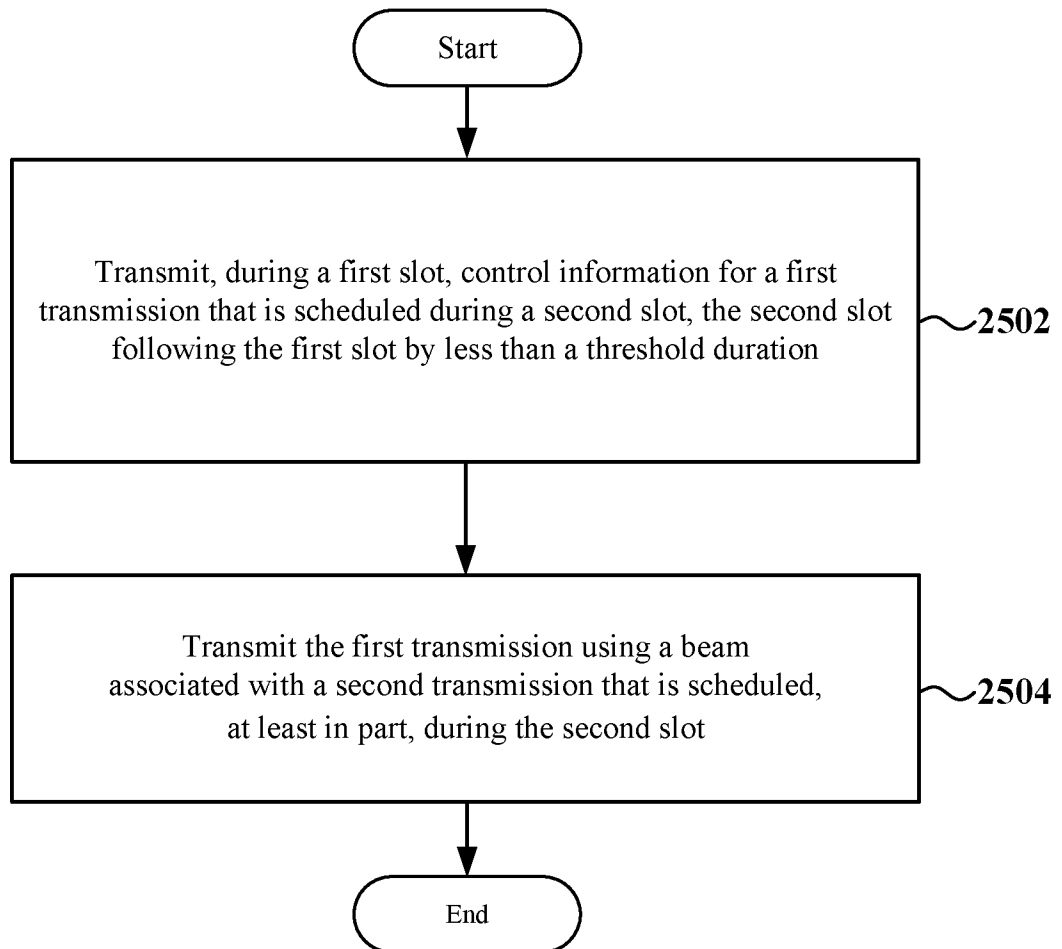 Start
Transmit, during a first slot, control information for a first
transmission that is scheduled during a second slot, the second slot
following the first slot by less than a threshold duration
2502
Transmit the first transmission using a beam
associated with a second transmission that is scheduled,
at least in part, during the second slot
2504
End